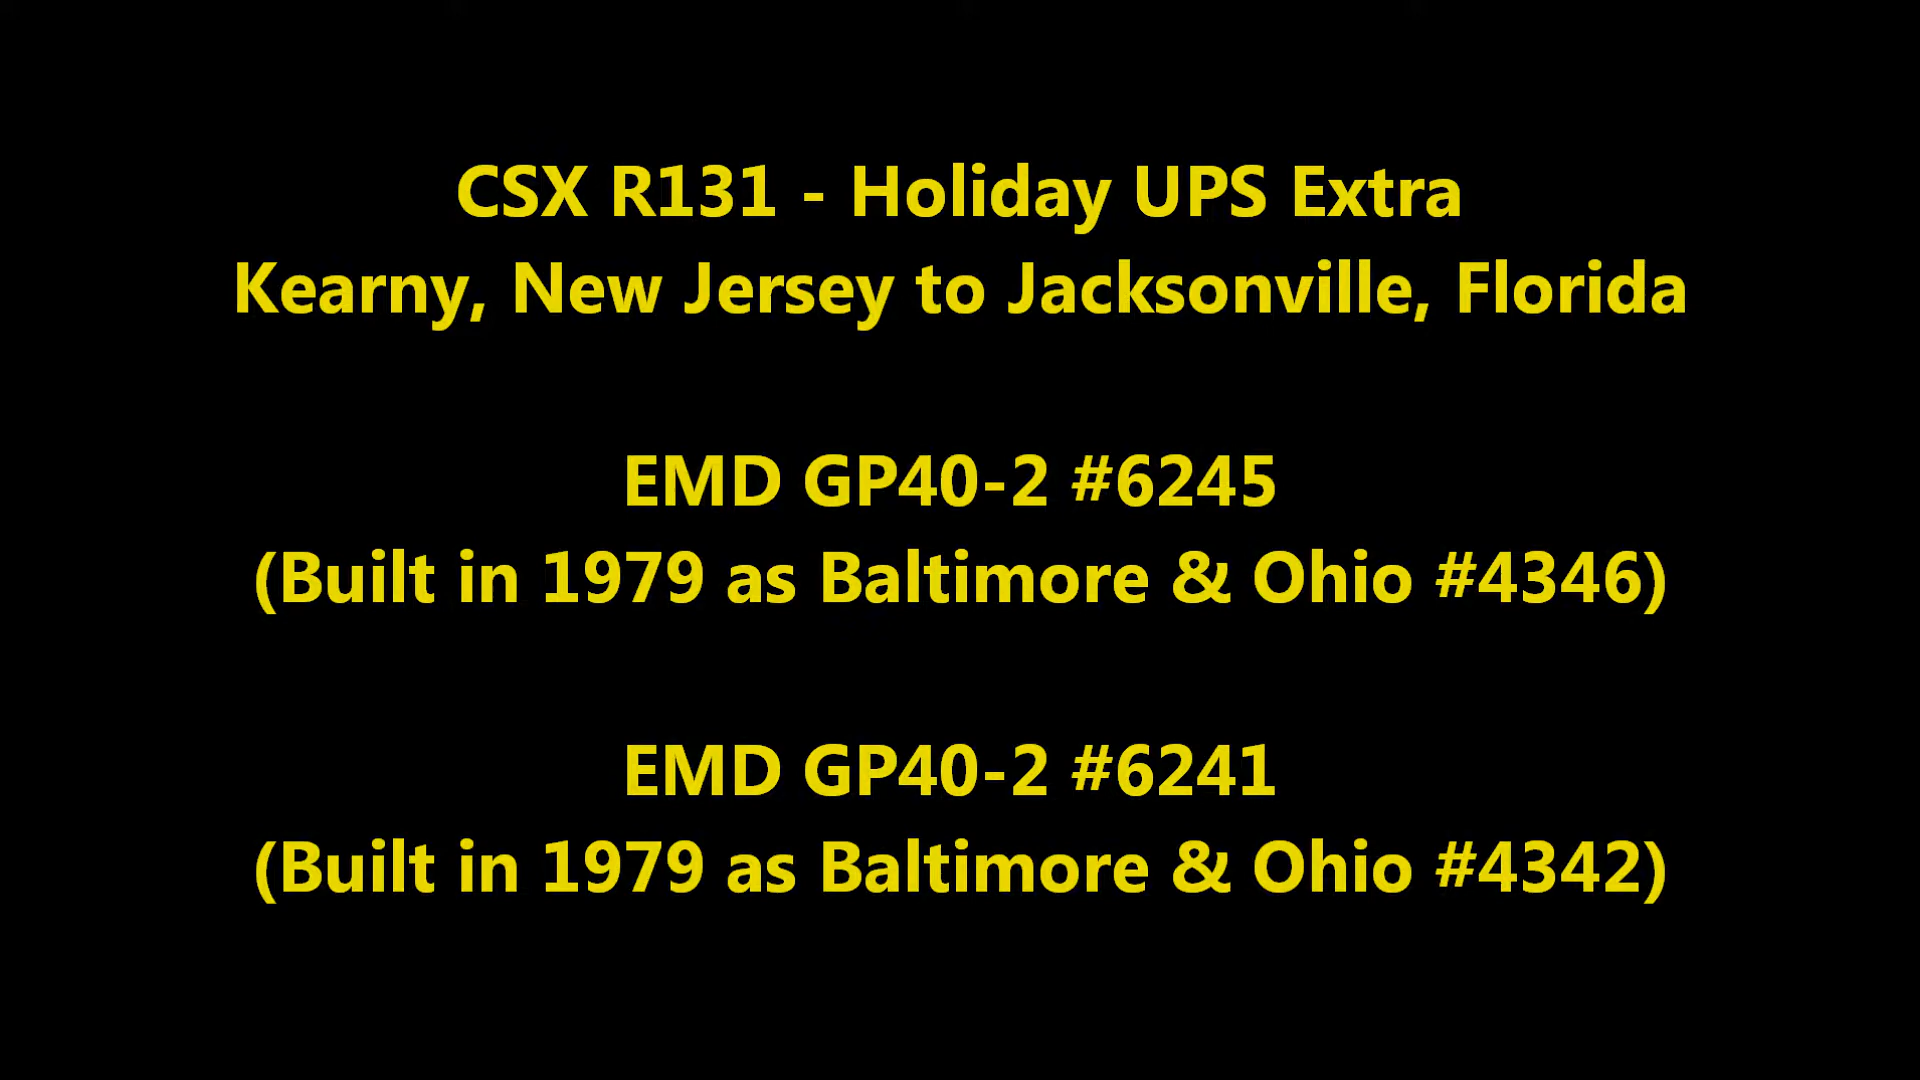 CSX R131 - Holiday UPS Extra
Kearny, New Jersey to Jacksonville, Florida
EMD GP40-2 #6245
(Built in 1979 as Baltimore & Ohio #4346)
EMD GP40-2 #6241
(Built in 1979 as Baltimore & Ohio #4342)